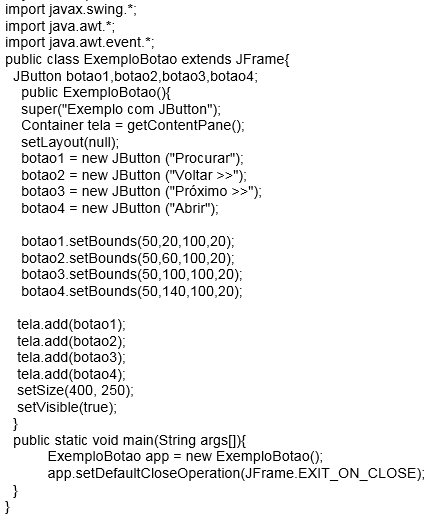 import javax.swing.*;
import java.awt.*;
import java.awt.event.*;
public class ExemploBotao extends JFrame{
JButton botao1,botao2,botao3,botao4;
public ExemploBotao(){
super("Exemplo com JButton");
Container tela = getContentPane();
setLayout(null);
botao1 = new JButton ("Procurar");
botao2 = new JButton ("Voltar >>");
botao3 = new JButton ("Próximo >>");
botao4 = new JButton ("Abrir");
botao1.setBounds(50,20,100,20);
botao2.setBounds(50,60,100,20);
botao3.setBounds(50,100,100,20);
botao4.setBounds(50,140,100,20);
tela.add(botao1);
tela.add(botao2);
tela.add(botao3);
tela.add(botao4);
setSize(400, 250);
setVisible(true);
}
public static void main(String args[]){
ExemploBotao app = new ExemploBotao();
app.setDefaultCloseOperation(JFrame.EXIT_ON_CLOSE);
}
}